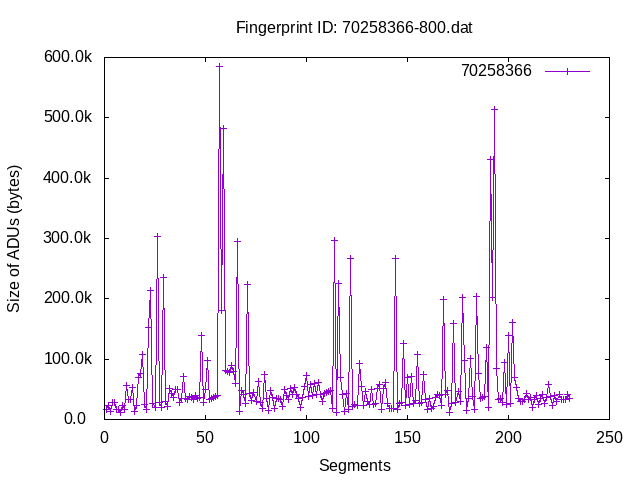 Fingerprint ID: 70258366-800.dat
600.0k
70258366
500.0k
400.0k
300.0k
200.0k
100.0k
0.0
Size of ADUs (bytes)
0 50 100 150 200 250
Segments